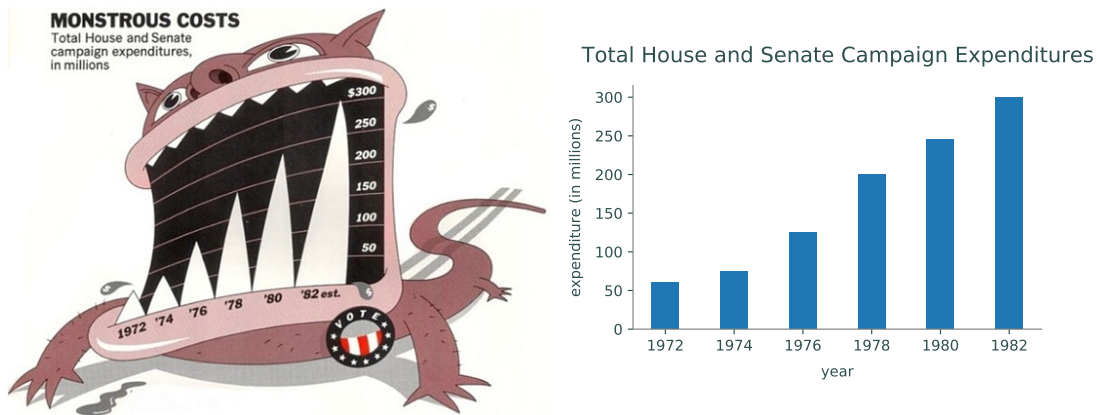 MONSTROUS COSTS
Total House and Senate
campaign expenditures,
in millions
$300
250
200
150
100
50
1972 '74 '76 '78 '80 '82 est.
VOTE
$
$
$
Total House and Senate Campaign Expenditures
expenditure (in millions)
300
250
200
150
100
50
0
1972 1974 1976 1978 1980 1982
year